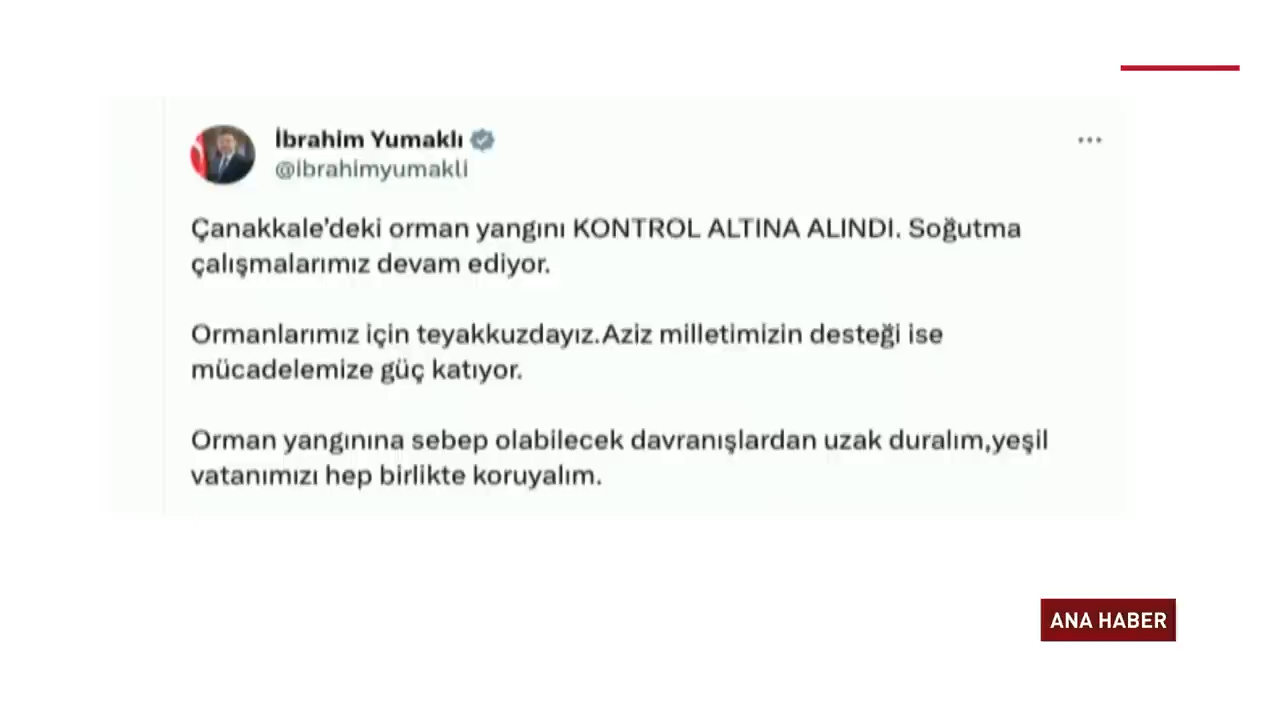 İbrahim Yumaklı
@ibrahimyumakli
Çanakkale'deki orman yangını KONTROL ALTINA ALINDI. Soğutma
çalışmalarımız devam ediyor.
Ormanlarımız için teyakkuzdayız.Aziz milletimizin desteği ise
mücadelemize güç katıyor.
Orman yangınına sebep olabilecek davranışlardan uzak duralım,yeşil
vatanımızı hep birlikte koruyalım.
ANA HABER